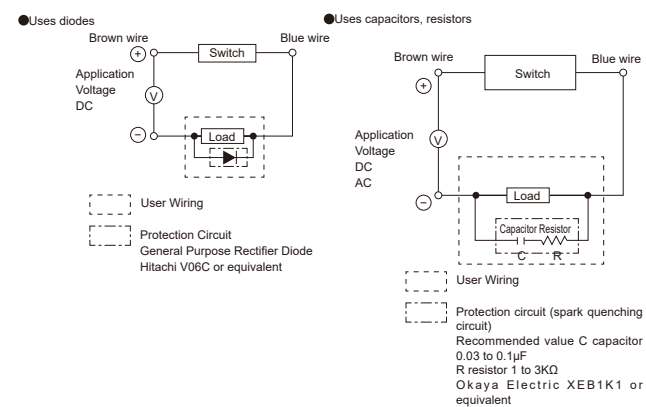 ●Uses diodes
Brown wire
Blue wire
+
Switch
Application
Voltage
DC
V
−
Load
User Wiring
Protection Circuit
General Purpose Rectifier Diode
Hitachi V06C or equivalent
●Uses capacitors, resistors
Brown wire
Blue wire
+
Switch
Application
Voltage
DC
AC
V
−
Load
Capacitor Resistor
C R
User Wiring
Protection circuit (spark quenching
circuit)
Recommended value C capacitor
0.03 to 0.1μF
R resistor 1 to 3KΩ
Okaya Electric XEB1K1 or
equivalent